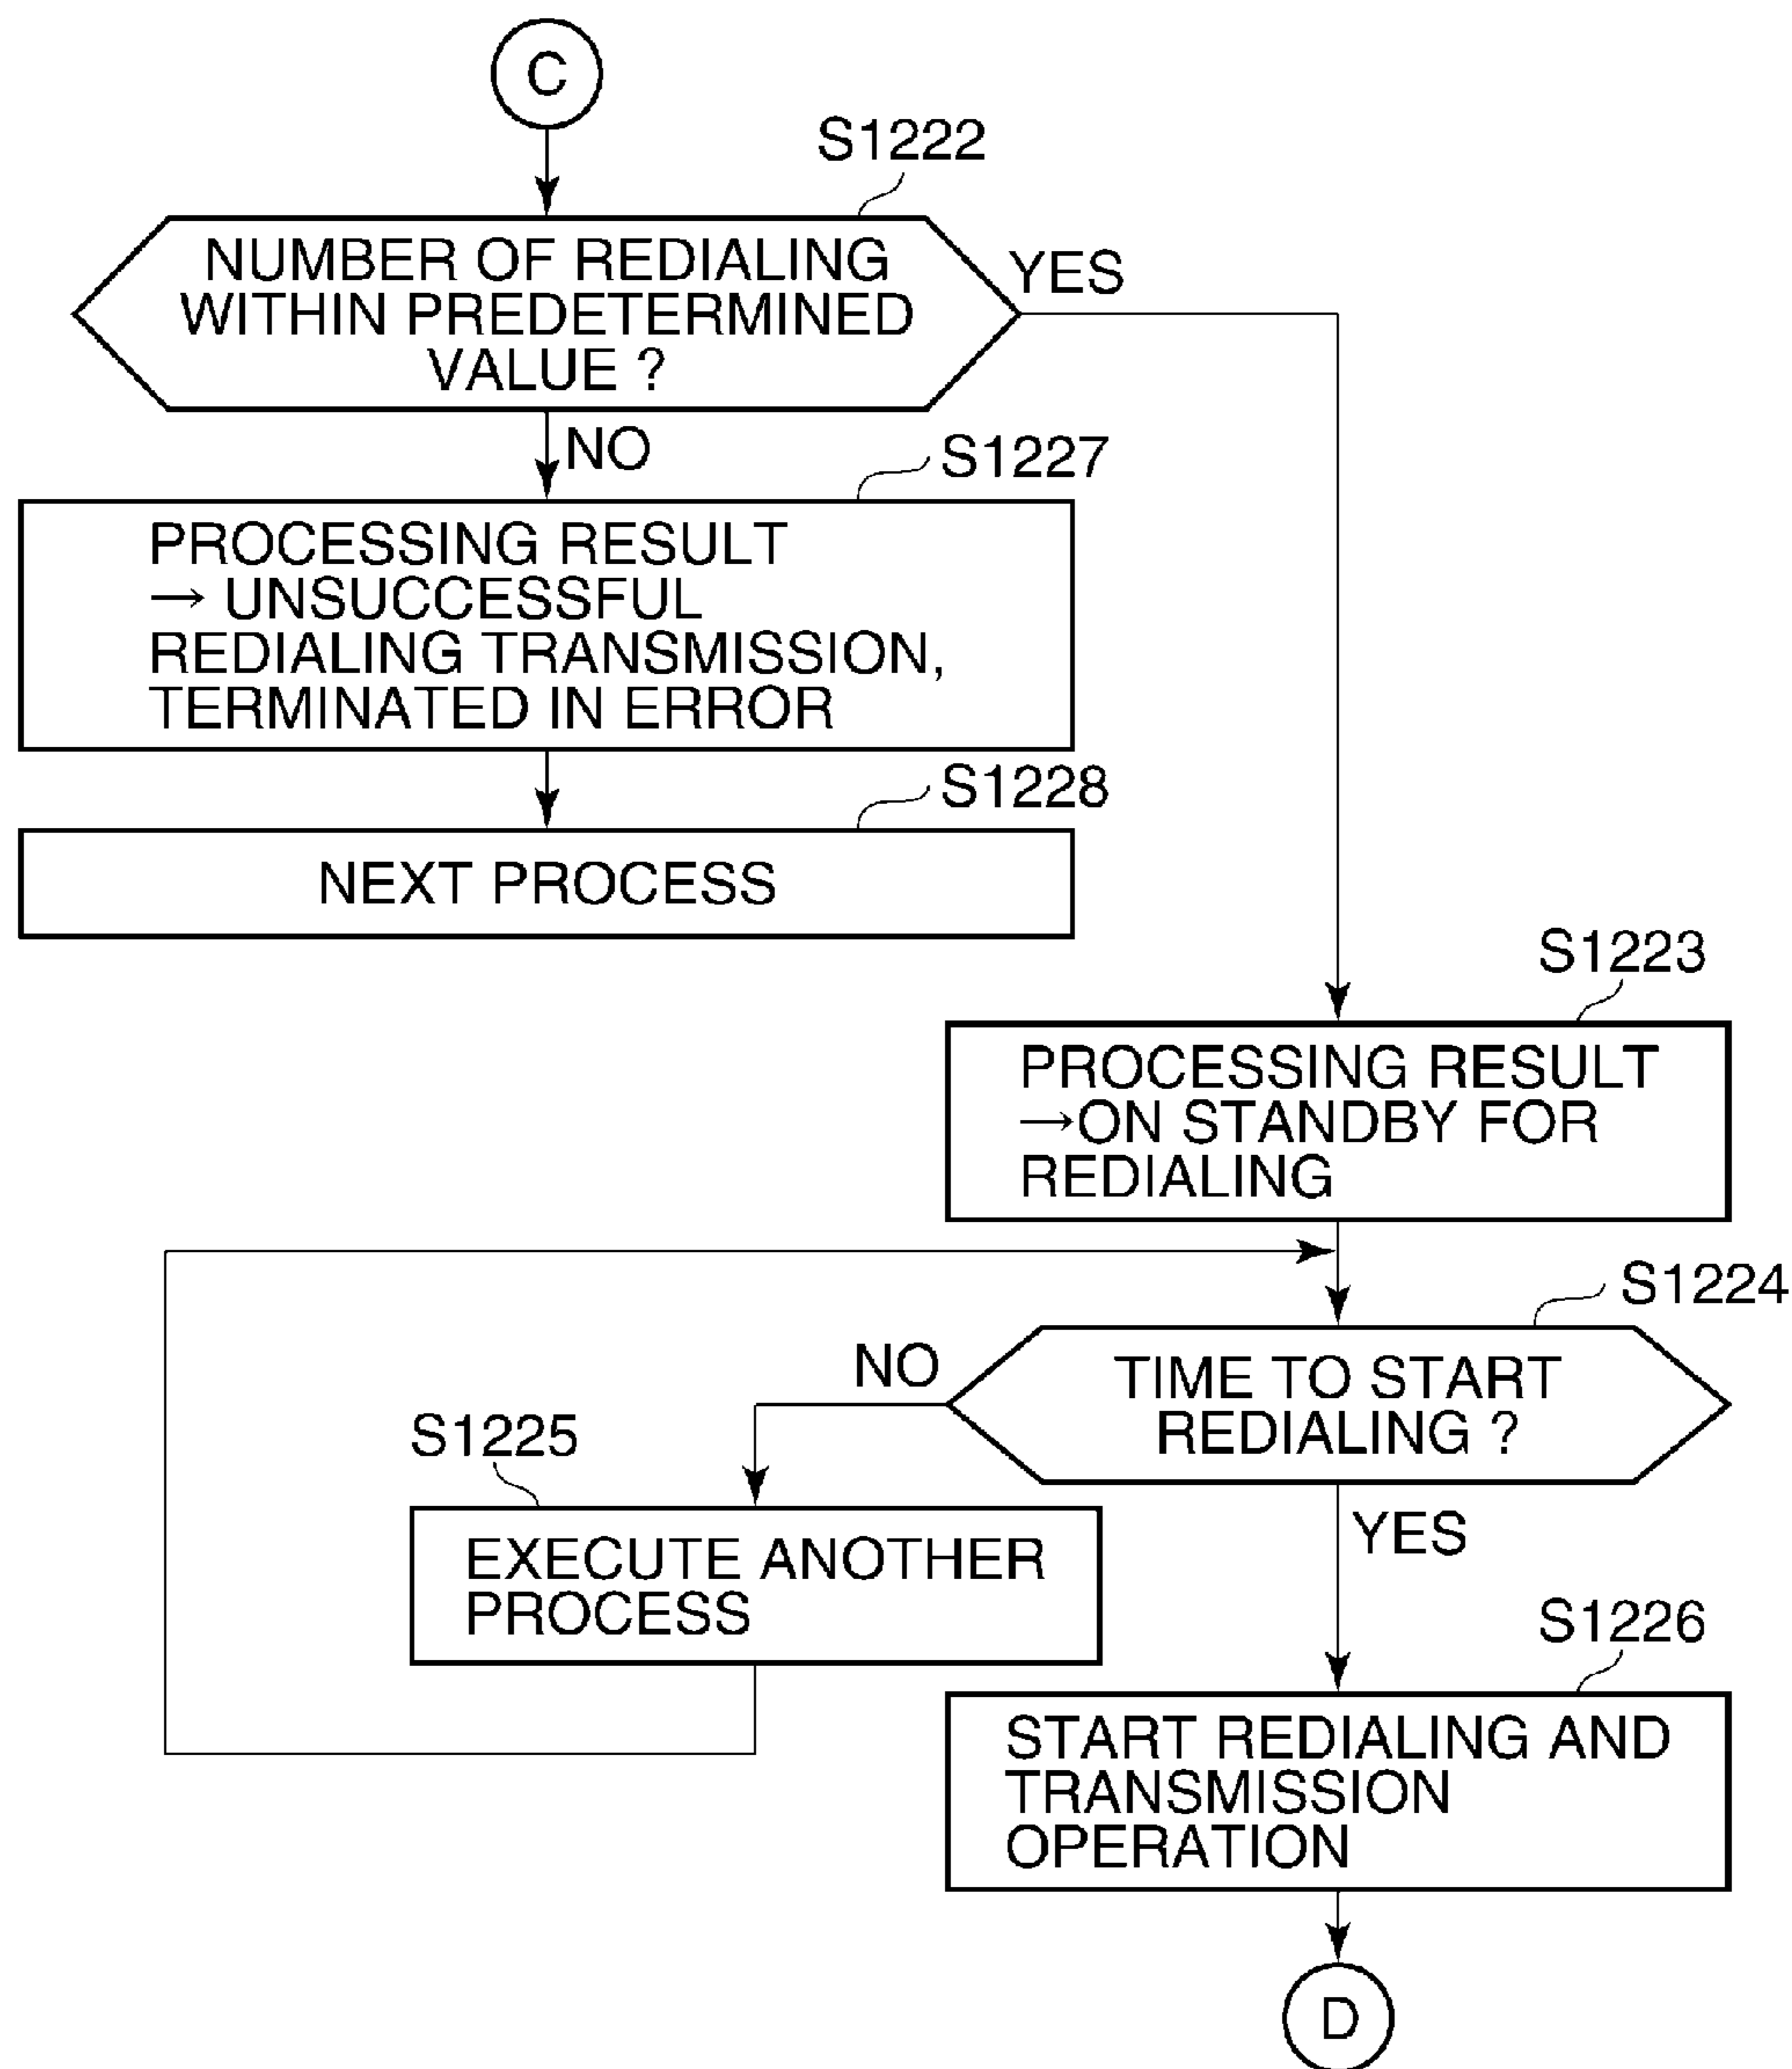 C
S1222
NUMBER OF REDIALING
WITHIN PREDETERMINED
VALUE ?
YES
NO
S1227
PROCESSING RESULT
→ UNSUCCESSFUL
REDIALING TRANSMISSION,
TERMINATED IN ERROR
S1228
NEXT PROCESS
S1223
PROCESSING RESULT
→ON STANDBY FOR
REDIALING
S1224
NO
TIME TO START
REDIALING ?
S1225
YES
EXECUTE ANOTHER
PROCESS
S1226
START REDIALING AND
TRANSMISSION
OPERATION
D